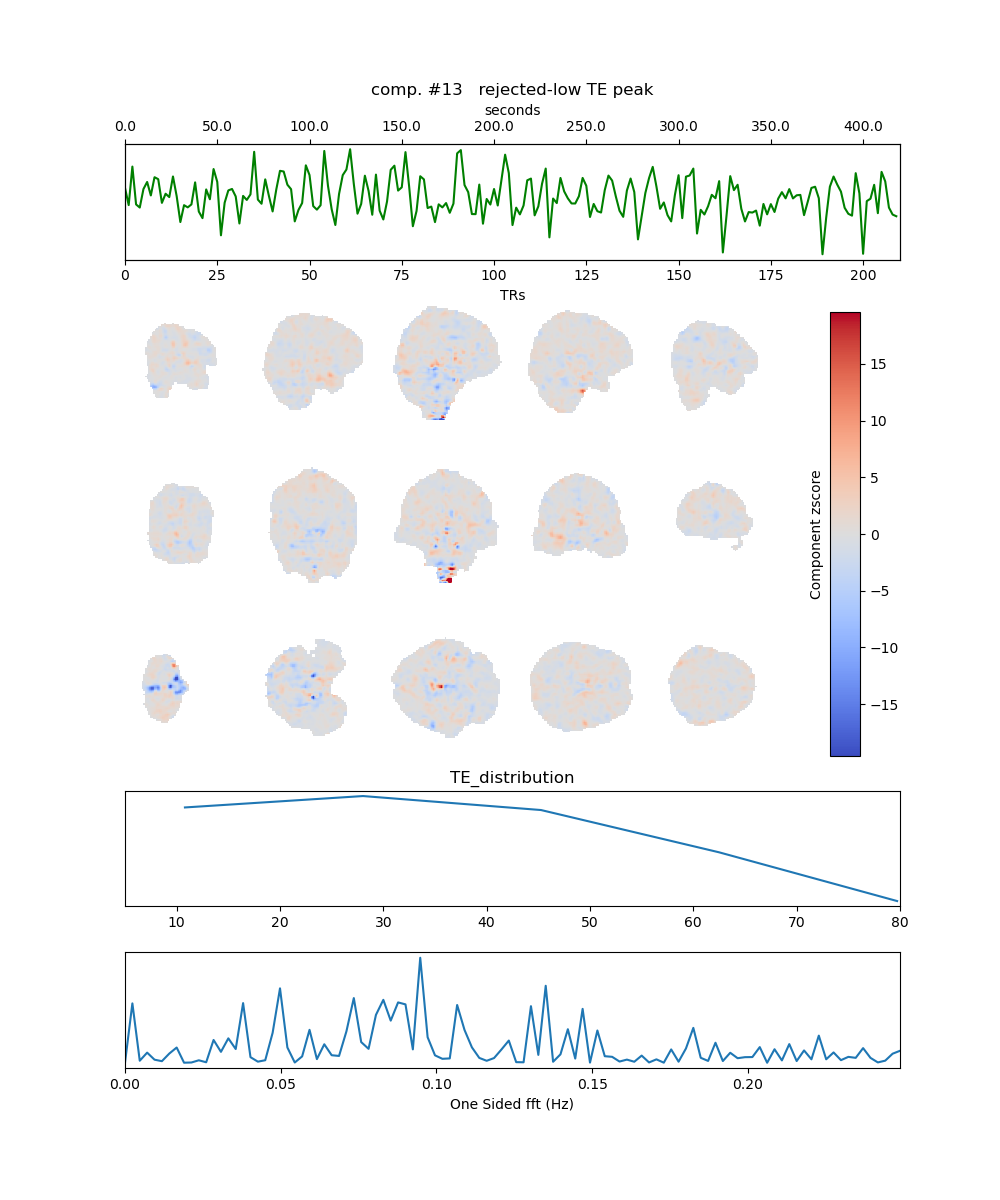 comp. #13   rejected-low TE peak
seconds
0.0 50.0 100.0 150.0 200.0 250.0 300.0 350.0 400.0
0 25 50 75 100 125 150 175 200
TRs
15
10
5
0
−5
−10
−15
Component zscore
TE_distribution
10 20 30 40 50 60 70 80
0.00 0.05 0.10 0.15 0.20
One Sided fft (Hz)